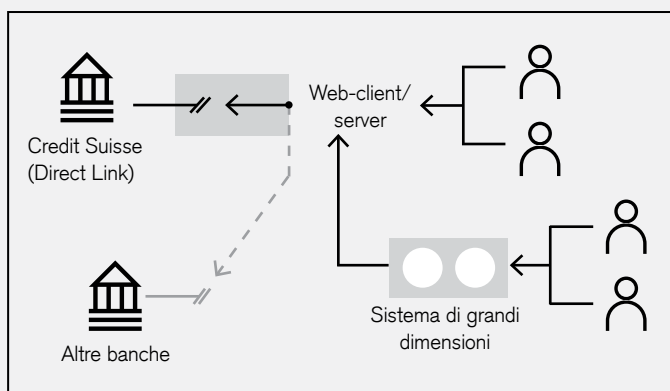 Credit Suisse
(Direct Link)
Web-client/
server
Altre banche
Sistema di grandi
dimensioni